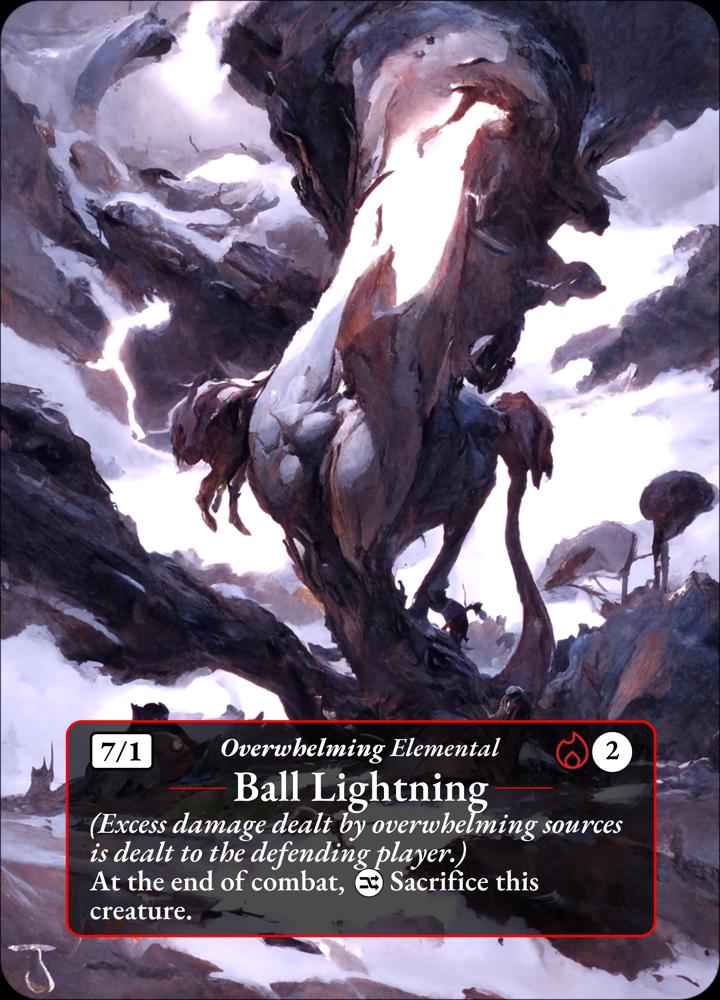 7/1 Overwhelming Elemental 2
Ball Lightning
(Excess damage dealt by overwhelming sources
is dealt to the defending player.)
At the end of combat, Sacrifice this
creature.